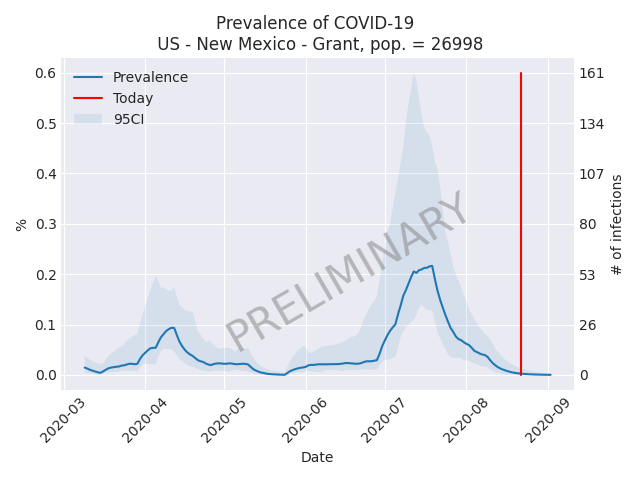 Prevalence of COVID-19
US - New Mexico - Grant, pop. = 26998
Prevalence
Today
95CI
PRELIMINARY
0.6
0.5
0.4
0.3
0.2
0.1
0.0
%
161
134
107
80
53
26
0
# of infections
2020-03
2020-04
2020-05
2020-06
2020-07
2020-08
2020-09
Date